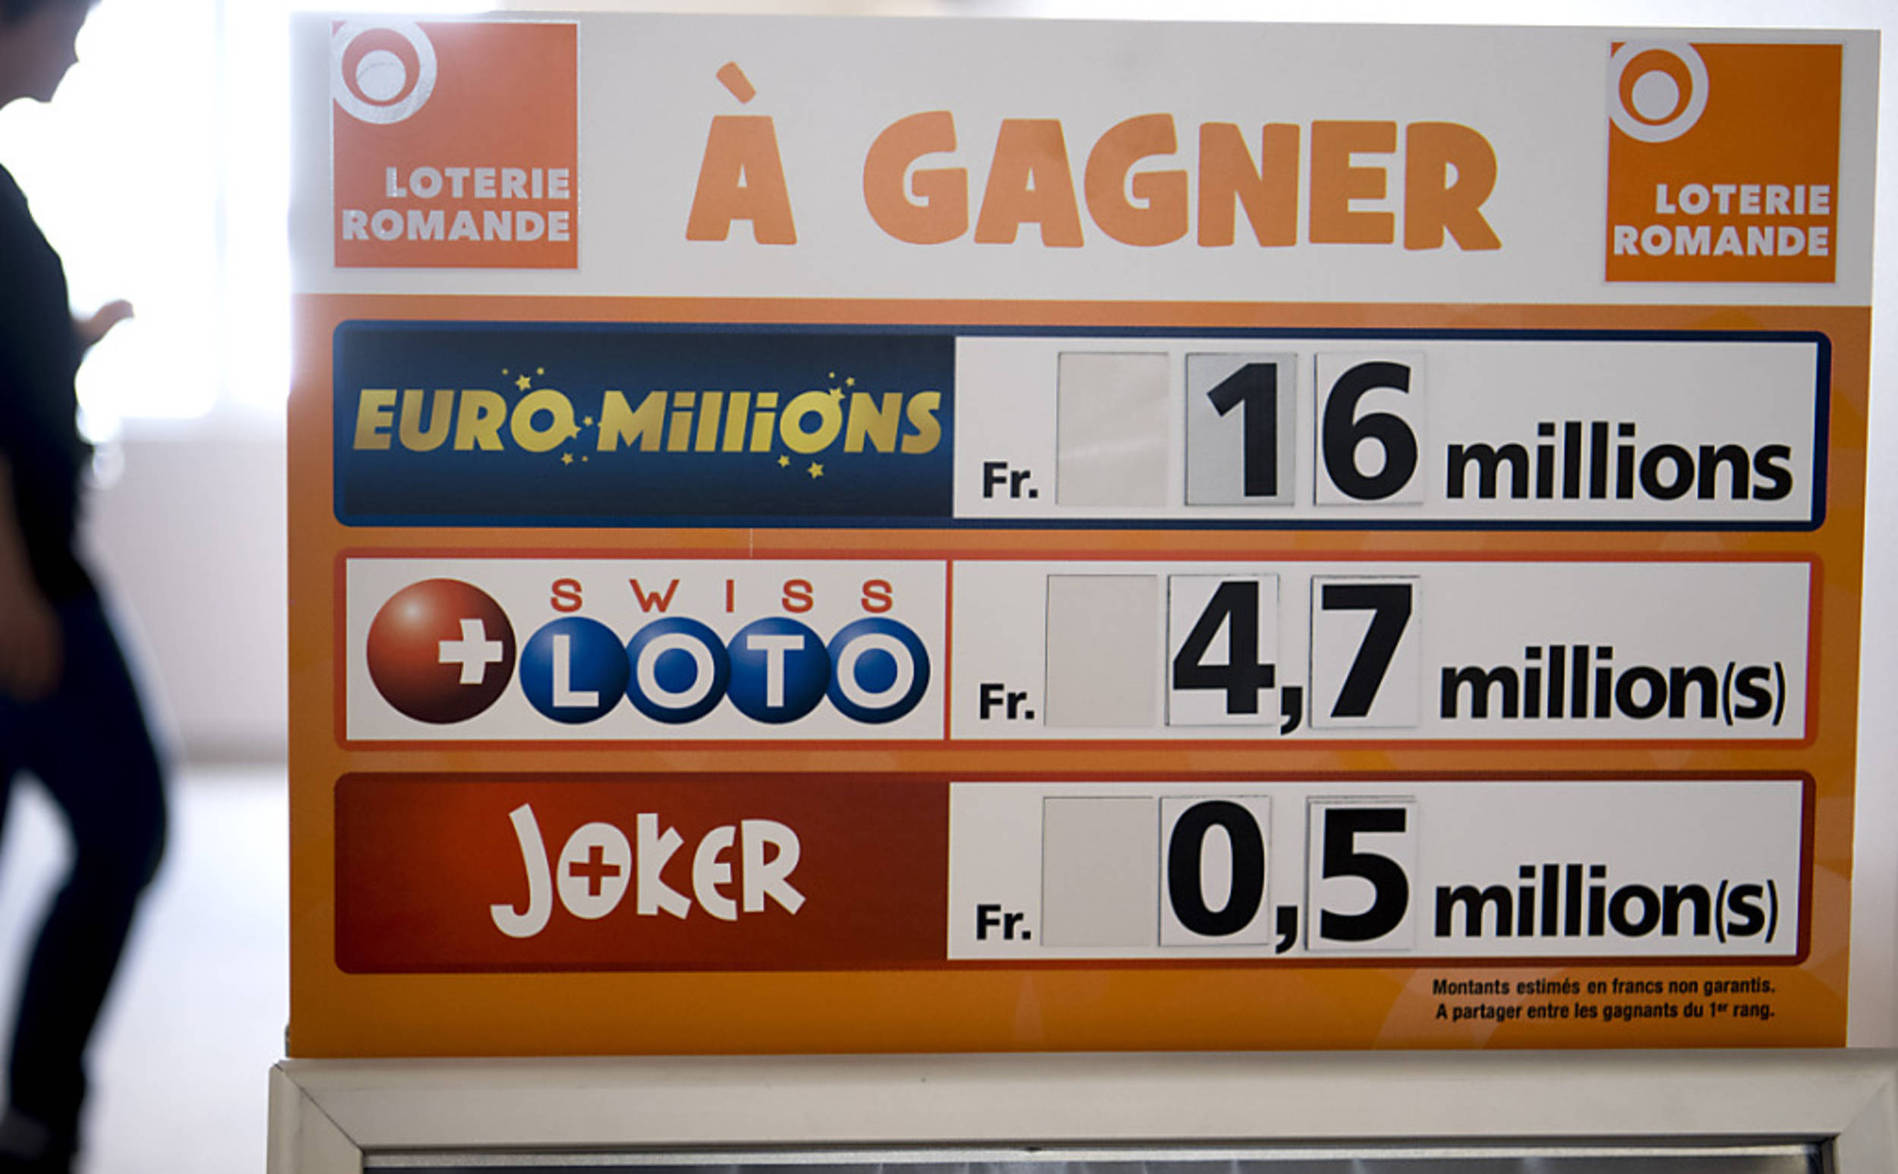 LOTERIE
ROMANDE
À GAGNER
LOTERIE
ROMANDE
EURO MILLIONS
Fr. 16 millions
SWISS
LOTO
Fr. 4,7 million(s)
JOKER
Fr. 0,5 million(s)
Montants estimés en francs non garantis.
A partager entre les gagnants du 1er rang.